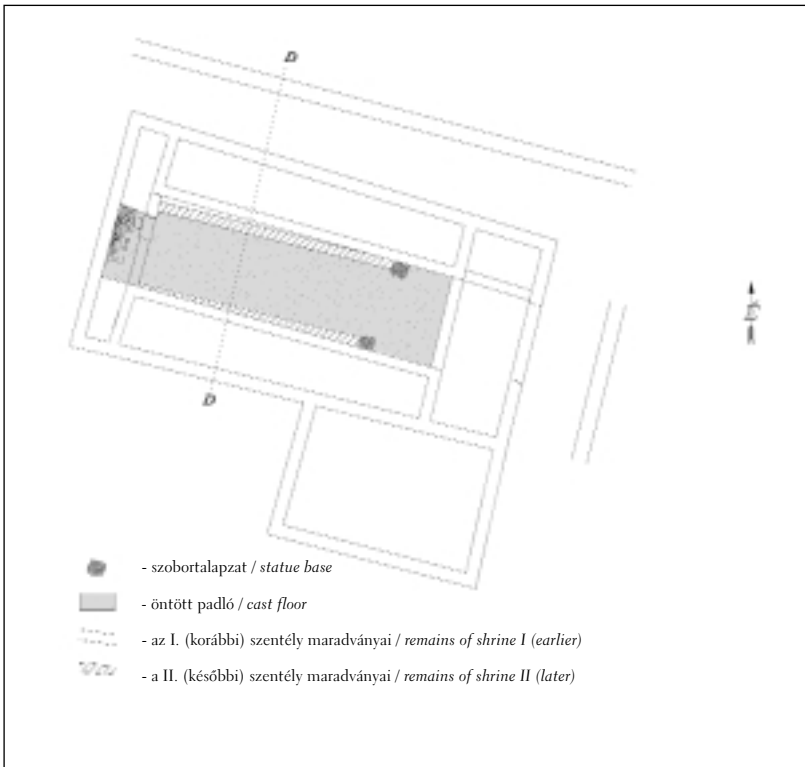 D
D
- szobortalapzat / statue base
- öntött padló / cast floor
- az I. (korábbi) szentély maradványai / remains of shrine I (earlier)
- a II. (későbbi) szentély maradványai / remains of shrine II (later)